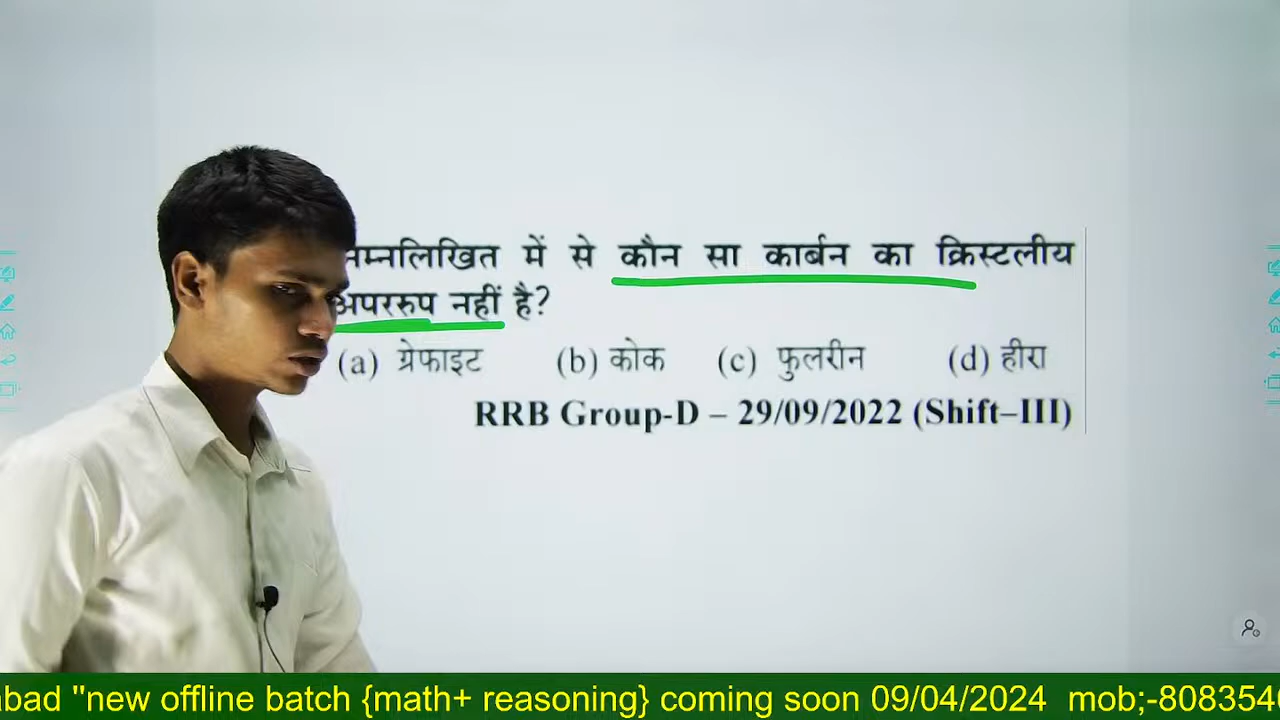 में से कौन सा कार्बन का क्रिस्टलीय
अपररुप नहीं है?
(a) ग्रेफाइट (b) कोक (c) फुलरीन (d) हीरा
RRB Group-D – 29/09/2022 (Shift–III)
"new offline batch {math+ reasoning} coming soon 09/04/2024 mob;-